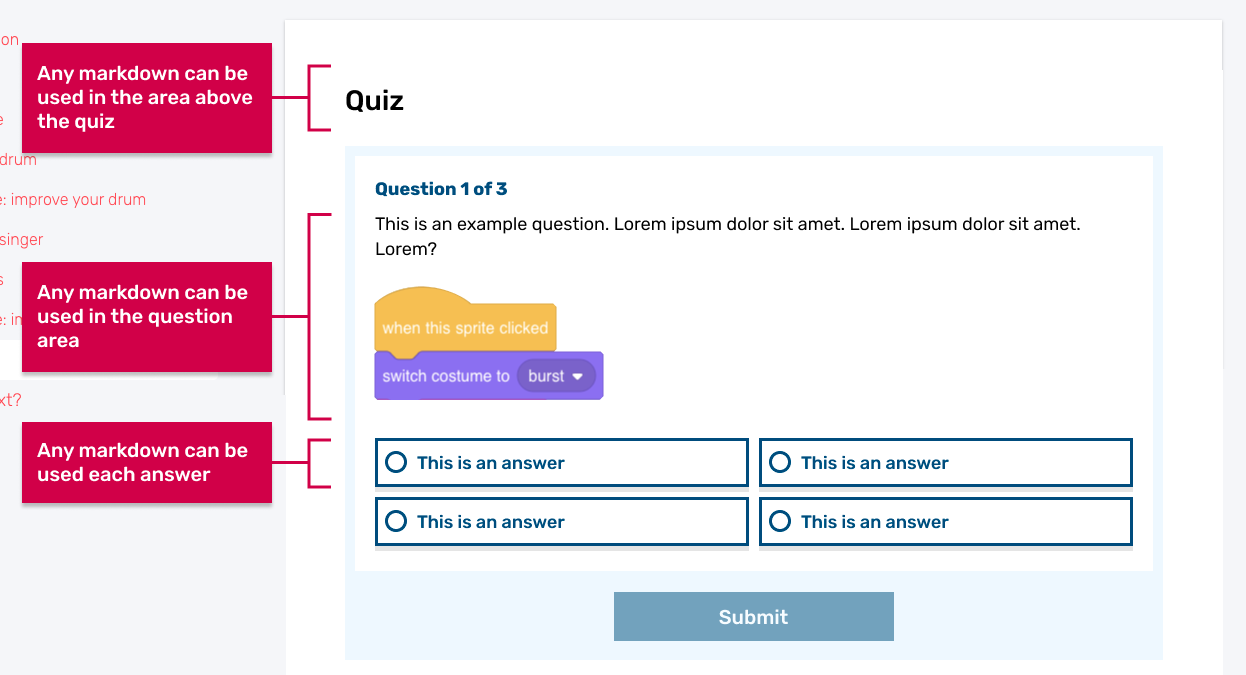 on
Any markdown can be
used in the area above
the quiz
drum
e: improve your drum
singer
s
Any markdown can be
used in the question
area
xt?
Any markdown can be
used each answer
Quiz
Question 1 of 3
This is an example question. Lorem ipsum dolor sit amet. Lorem ipsum dolor sit amet.
Lorem?
when this sprite clicked
switch costume to burst
This is an answer
This is an answer
This is an answer
This is an answer
Submit